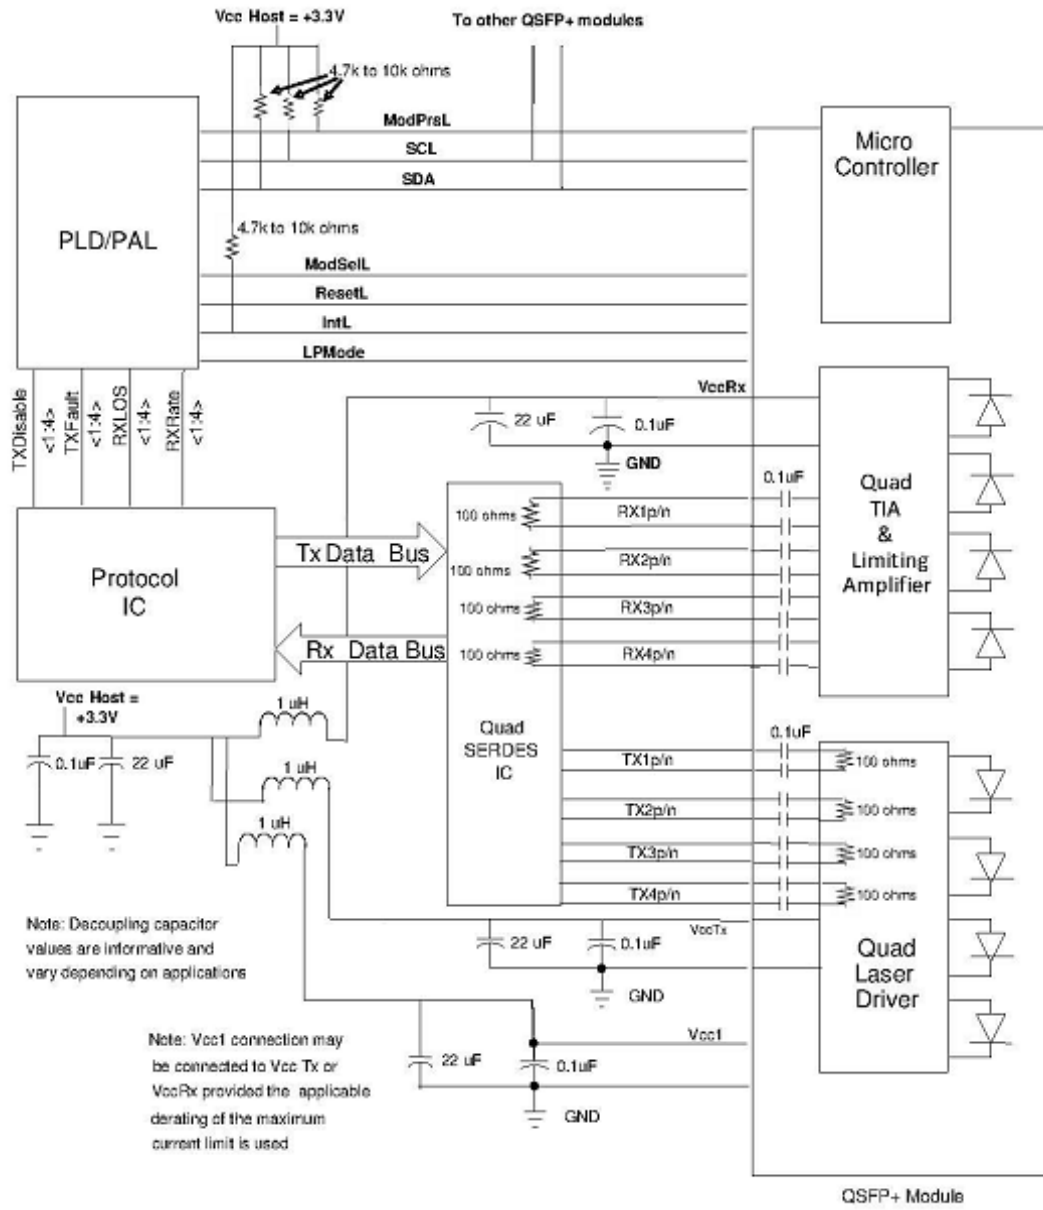 Vcc Host = +3.3V
To other QSFP+ modules
4.7k to 10k ohms
ModPrsL
SCL
SDA
Micro
Controller
PLD/PAL
4.7k to 10k ohms
ModSelL
ResetL
IntL
LPMode
TXDisable
<1:4>
TXFault
<1:4>
RXLOS
<1:4>
RXRate
<1:4>
VccRx
22 uF
0.1uF
GND
0.1uF
Quad
TIA
&
Limiting
Amplifier
100 ohms
RX1p/n
100 ohms
RX2p/n
100 ohms
RX3p/n
100 ohms
RX4p/n
Tx Data Bus
Protocol
IC
Rx Data Bus
Vcc Host =
+3.3V
1 uH
0.1uF
22 uF
1 uH
1 uH
Quad
SERDES
IC
0.1uF
TX1p/n
100 ohms
TX2p/n
100 ohms
TX3p/n
100 ohms
TX4p/n
100 ohms
Note: Decoupling capacitor
values are informative and
vary depending on applications
VccTx
22 uF
0.1uF
GND
Quad
Laser
Driver
Note: Vcc1 connection may
be connected to Vcc Tx or
VccRx provided the applicable
derating of the maximum
current limit is used
Vcc1
22 uF
0.1uF
GND
QSFP+ Module